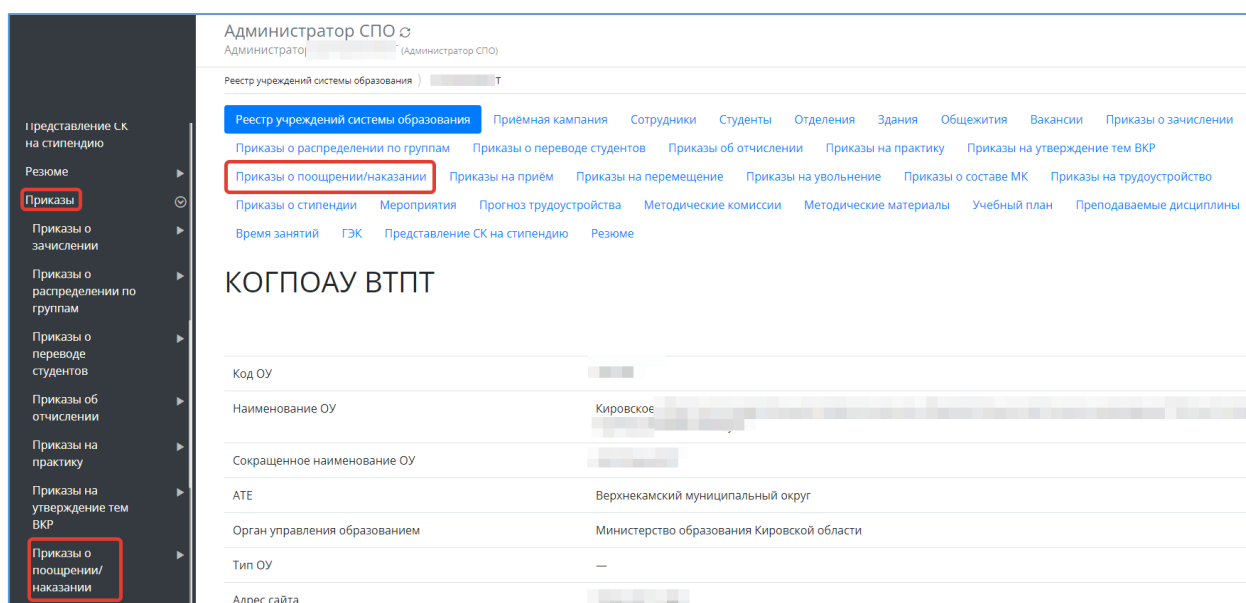 Представление СК
на стипендию
Резюме
Приказы
Приказы о
зачислении
Приказы о
распределении по
группам
Приказы о
переводе
студентов
Приказы об
отчислении
Приказы на
практику
Приказы на
утверждение тем
ВКР
Приказы о
поощрении/
наказании
Администратор СПО
Администратор (Администратор СПО)
Реестр учреждений системы образования Т
Реестр учреждений системы образования Приёмная кампания Сотрудники Студенты Отделения Здания Общежития Вакансии Приказы о зачислении
Приказы о распределении по группам Приказы о переводе студентов Приказы об отчислении Приказы на практику Приказы на утверждение тем ВКР
Приказы о поощрении/наказании Приказы на приём Приказы на перемещение Приказы на увольнение Приказы о составе МК Приказы на трудоустройство
Приказы о стипендии Мероприятия Прогноз трудоустройства Методические комиссии Методические материалы Учебный план Преподаваемые дисциплины
Время занятий ГЭК Представление СК на стипендию Резюме
КОГПОАУ ВТПТ
Код ОУ
Наименование ОУ Кировское
Сокращенное наименование ОУ
АТЕ Верхнекамский муниципальный округ
Орган управления образованием Министерство образования Кировской области
Тип ОУ —
Адрес сайта